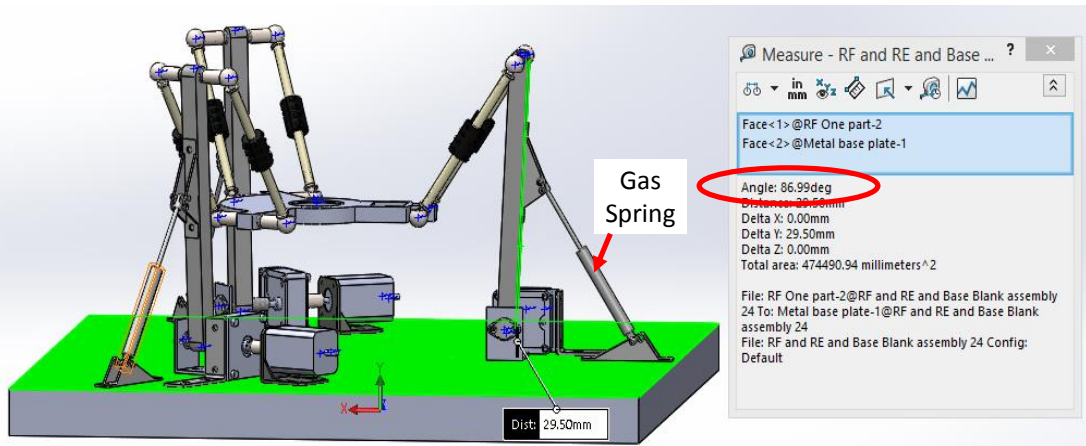 Measure - RF and RE and Base ... ?
in
mm
xyz
Face<1>@RF One part-2
Face<2>@Metal base plate-1
Angle: 86.99deg
Distance: 29.50mm
Delta X: 0.00mm
Delta Y: 29.50mm
Delta Z: 0.00mm
Total area: 474490.94 millimeters^2
File: RF One part-2@RF and RE and Base Blank assembly
24 To: Metal base plate-1@RF and RE and Base Blank
assembly 24
File: RF and RE and Base Blank assembly 24 Config:
Default
Gas
Spring
Y
X
Dist: 29.50mm